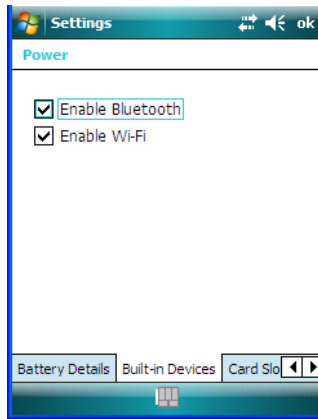 Settings ok
Power
Enable Bluetooth
Enable Wi-Fi
Battery Details Built-in Devices Card Slo